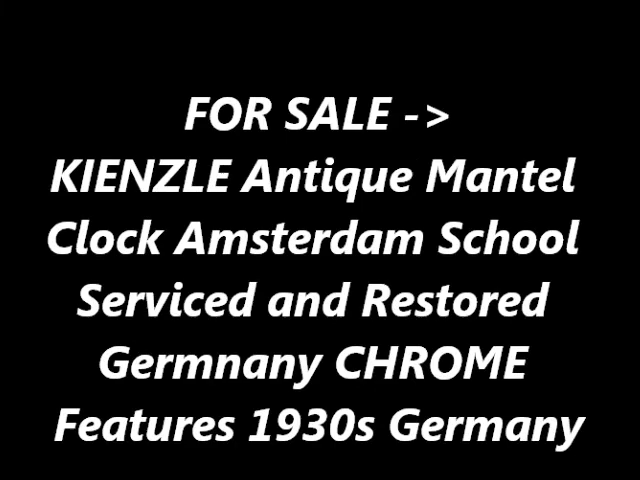 FOR SALE ->
KIENZLE Antique Mantel
Clock Amsterdam School
Serviced and Restored
Germnany CHROME
Features 1930s Germany